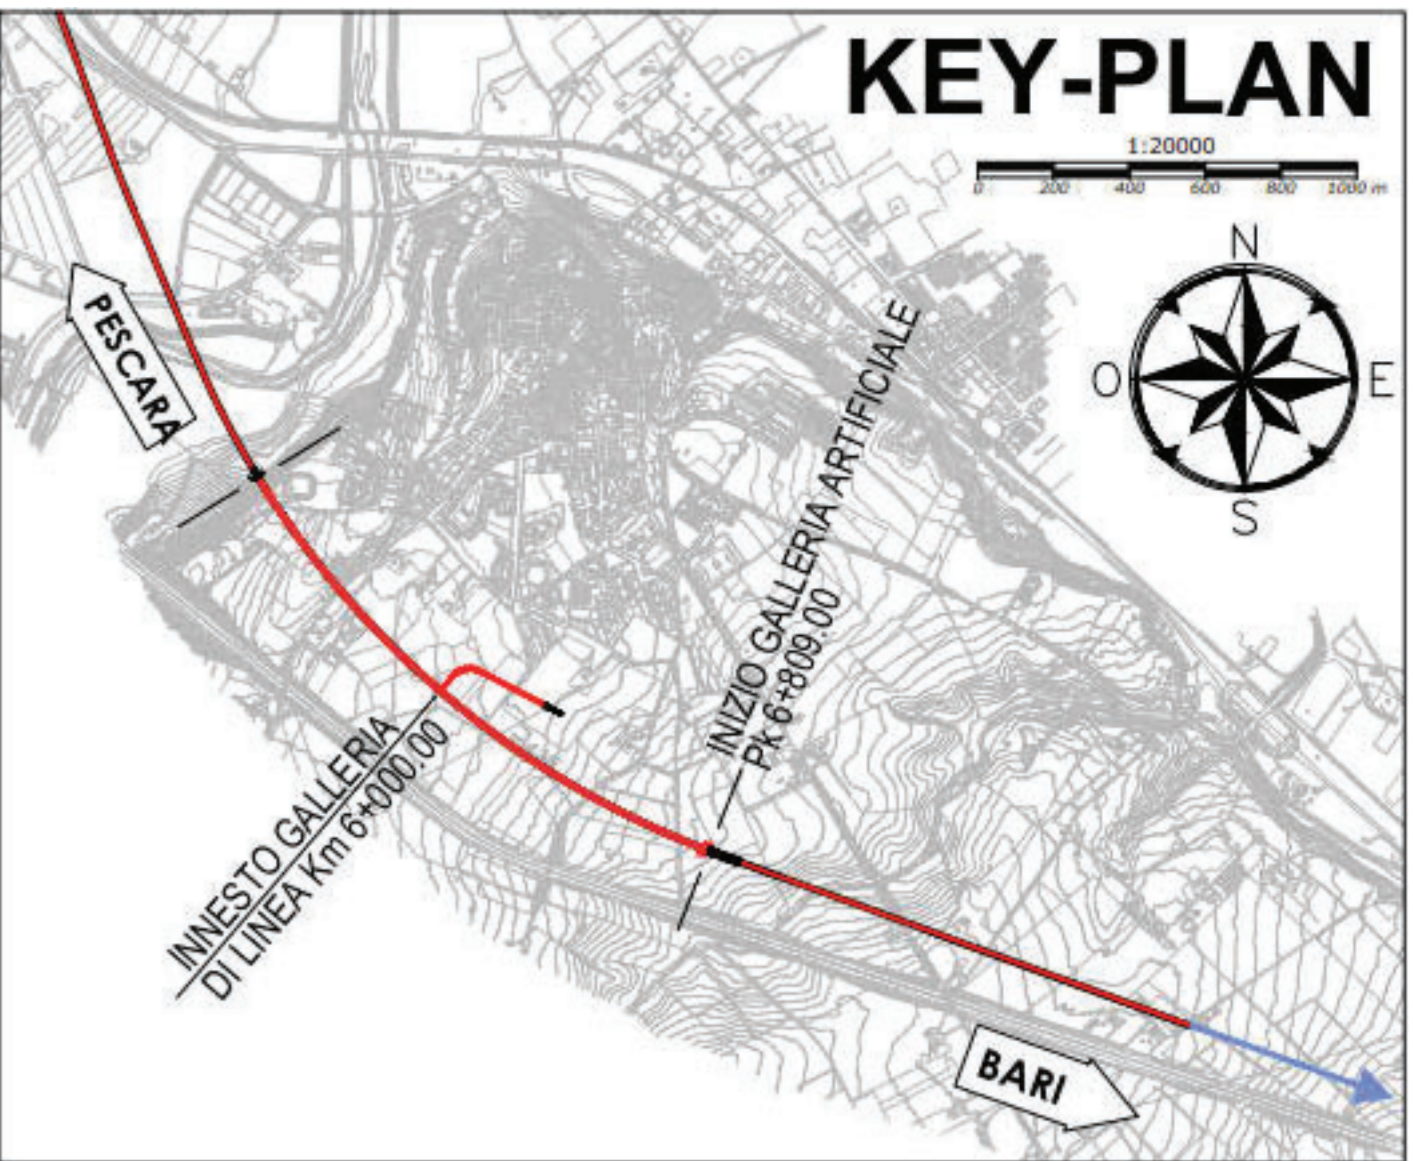 KEY-PLAN
1:20000
0 200 400 600 800 1000 m
N
O E
S
PESCARA
INIZIO GALLERIA ARTIFICIALE
Pk 6+809.00
INNESTO GALLERIA
DI LINEA Km 6+000.00
BARI